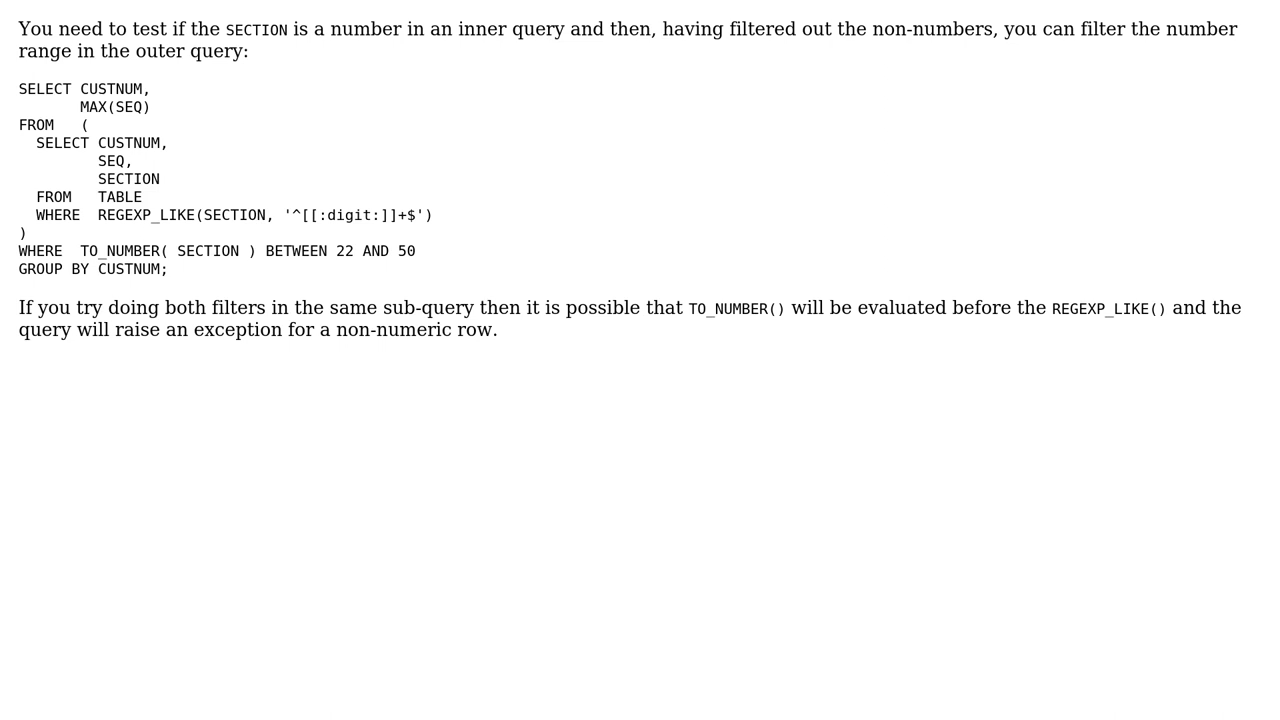 You need to test if the SECTION is a number in an inner query and then, having filtered out the non-numbers, you can filter the number
range in the outer query:
SELECT CUSTNUM,
       MAX(SEQ)
FROM   (
  SELECT CUSTNUM,
         SEQ,
         SECTION
  FROM   TABLE
  WHERE  REGEXP_LIKE(SECTION, '^[[:digit:]]+$')
)
WHERE  TO_NUMBER( SECTION ) BETWEEN 22 AND 50
GROUP BY CUSTNUM;
If you try doing both filters in the same sub-query then it is possible that TO_NUMBER() will be evaluated before the REGEXP_LIKE() and the
query will raise an exception for a non-numeric row.